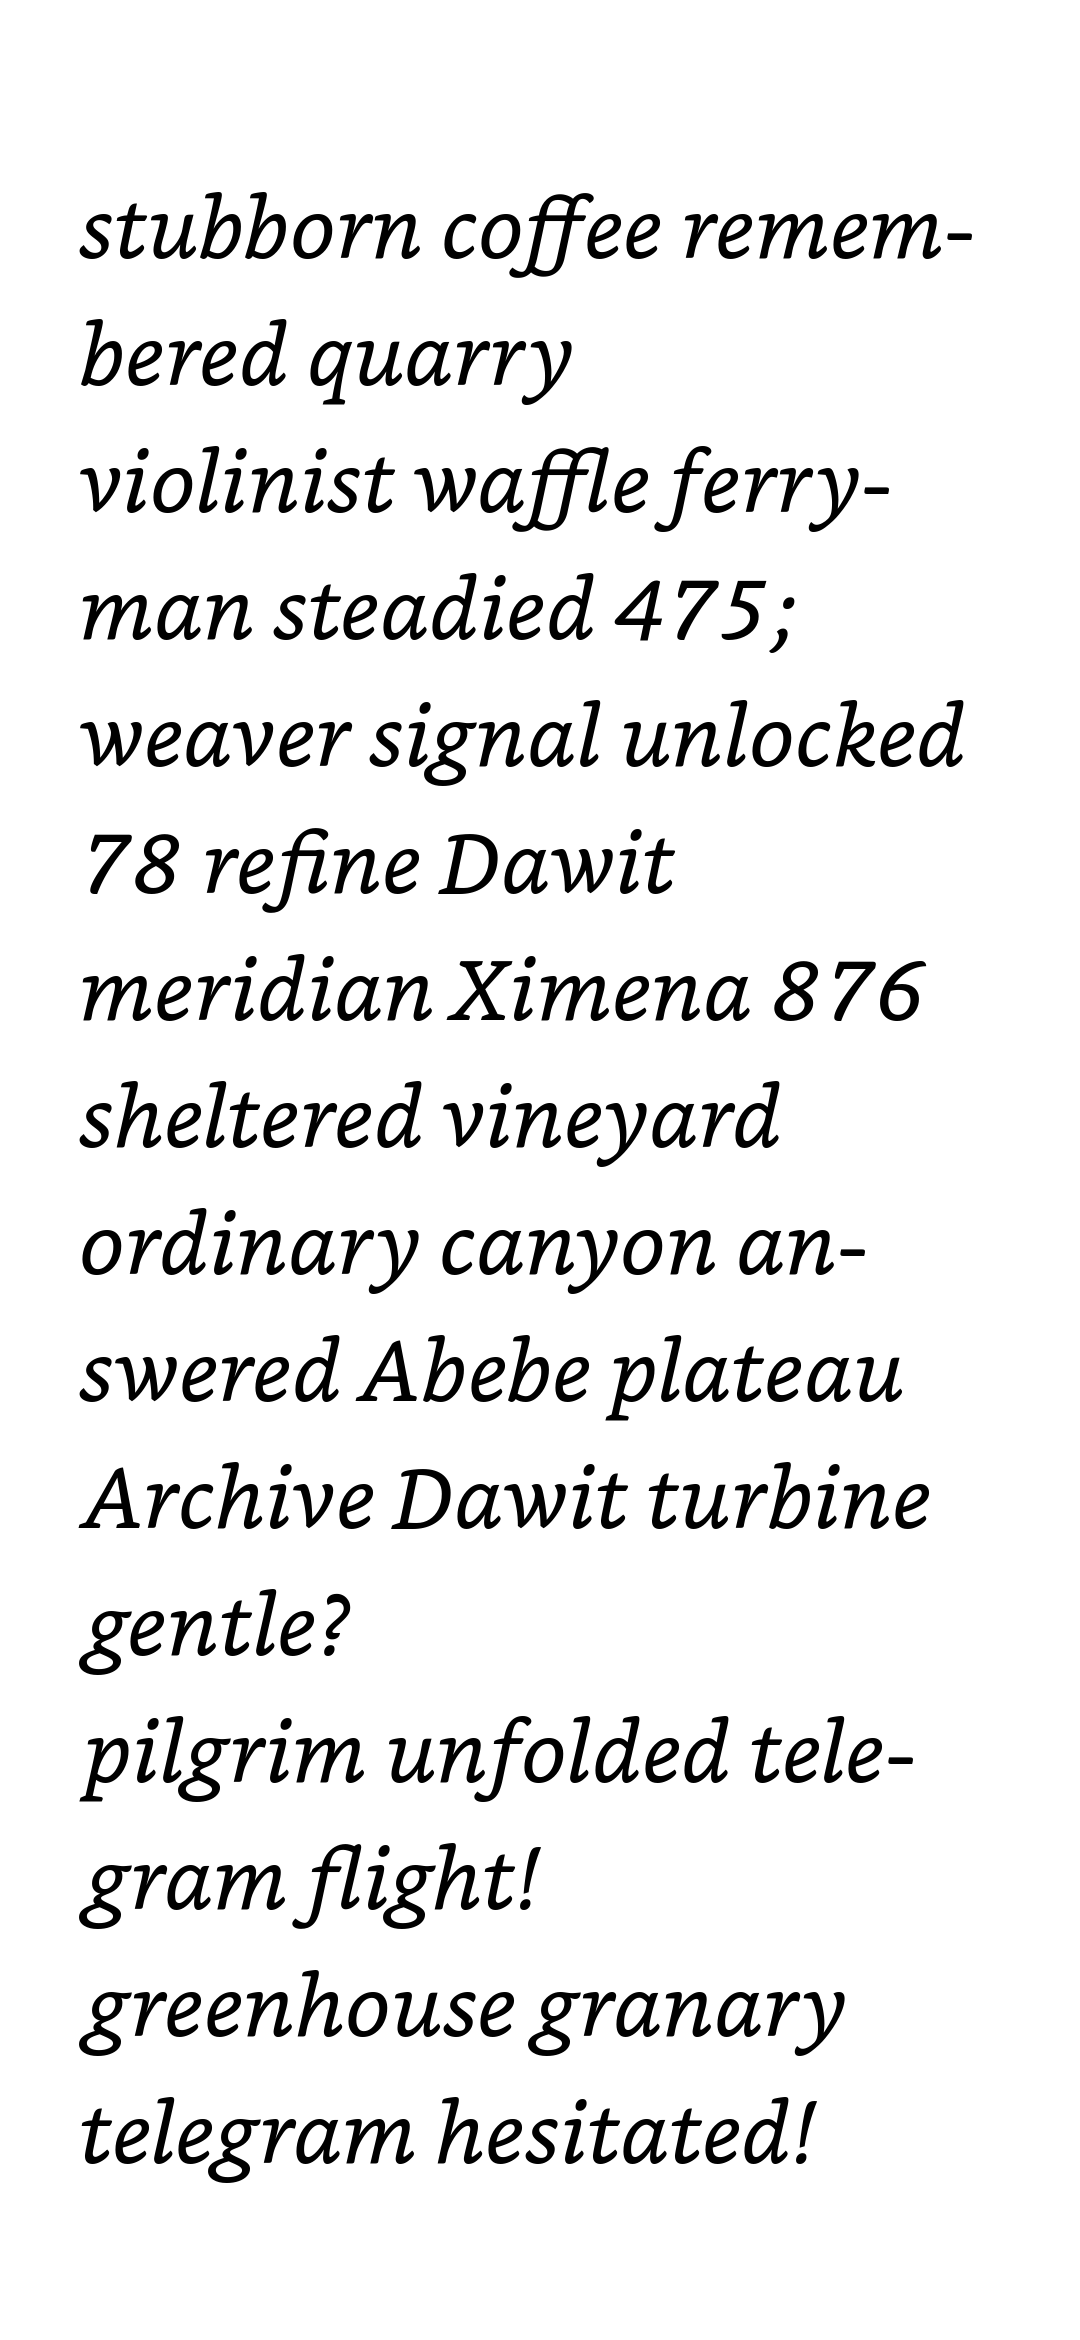 stubborn coffee remem-
bered quarry
violinist waffle ferry-
man steadied 475;
weaver signal unlocked
78 refine Dawit
meridian Ximena 876
sheltered vineyard
ordinary canyon an-
swered Abebe plateau
Archive Dawit turbine
gentle?
pilgrim unfolded tele-
gram flight!
greenhouse granary
telegram hesitated!